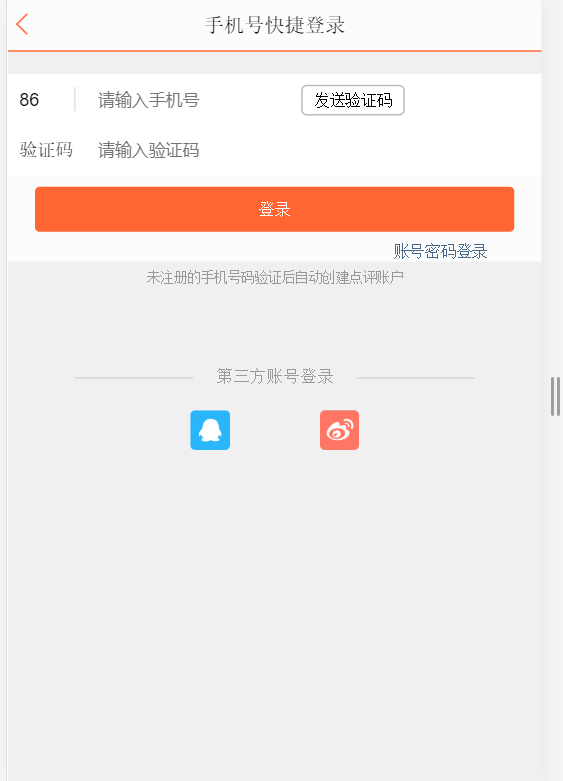 手机号快捷登录
86 请输入手机号 发送验证码
验证码 请输入验证码
登录
账号密码登录
未注册的手机号码验证后自动创建点评账户
第三方账号登录